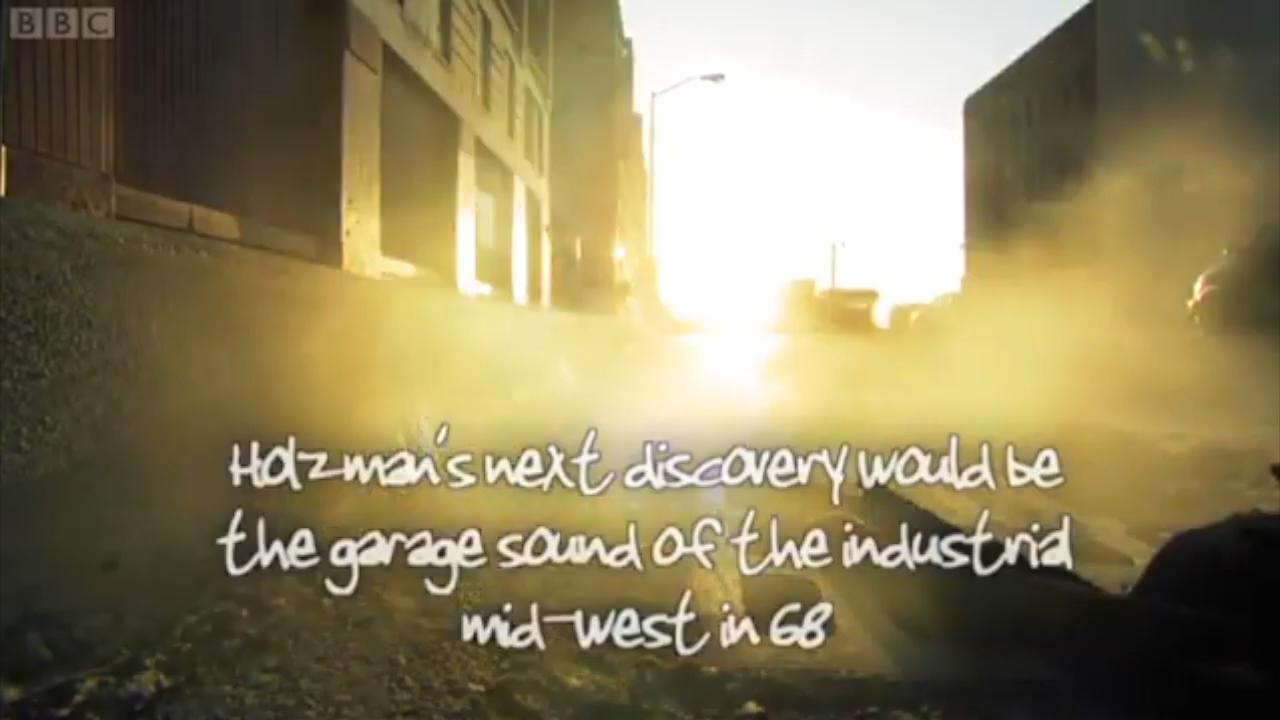 BBC
Holzman's next discovery would be
the garage sound of the industrial
mid-west in 68